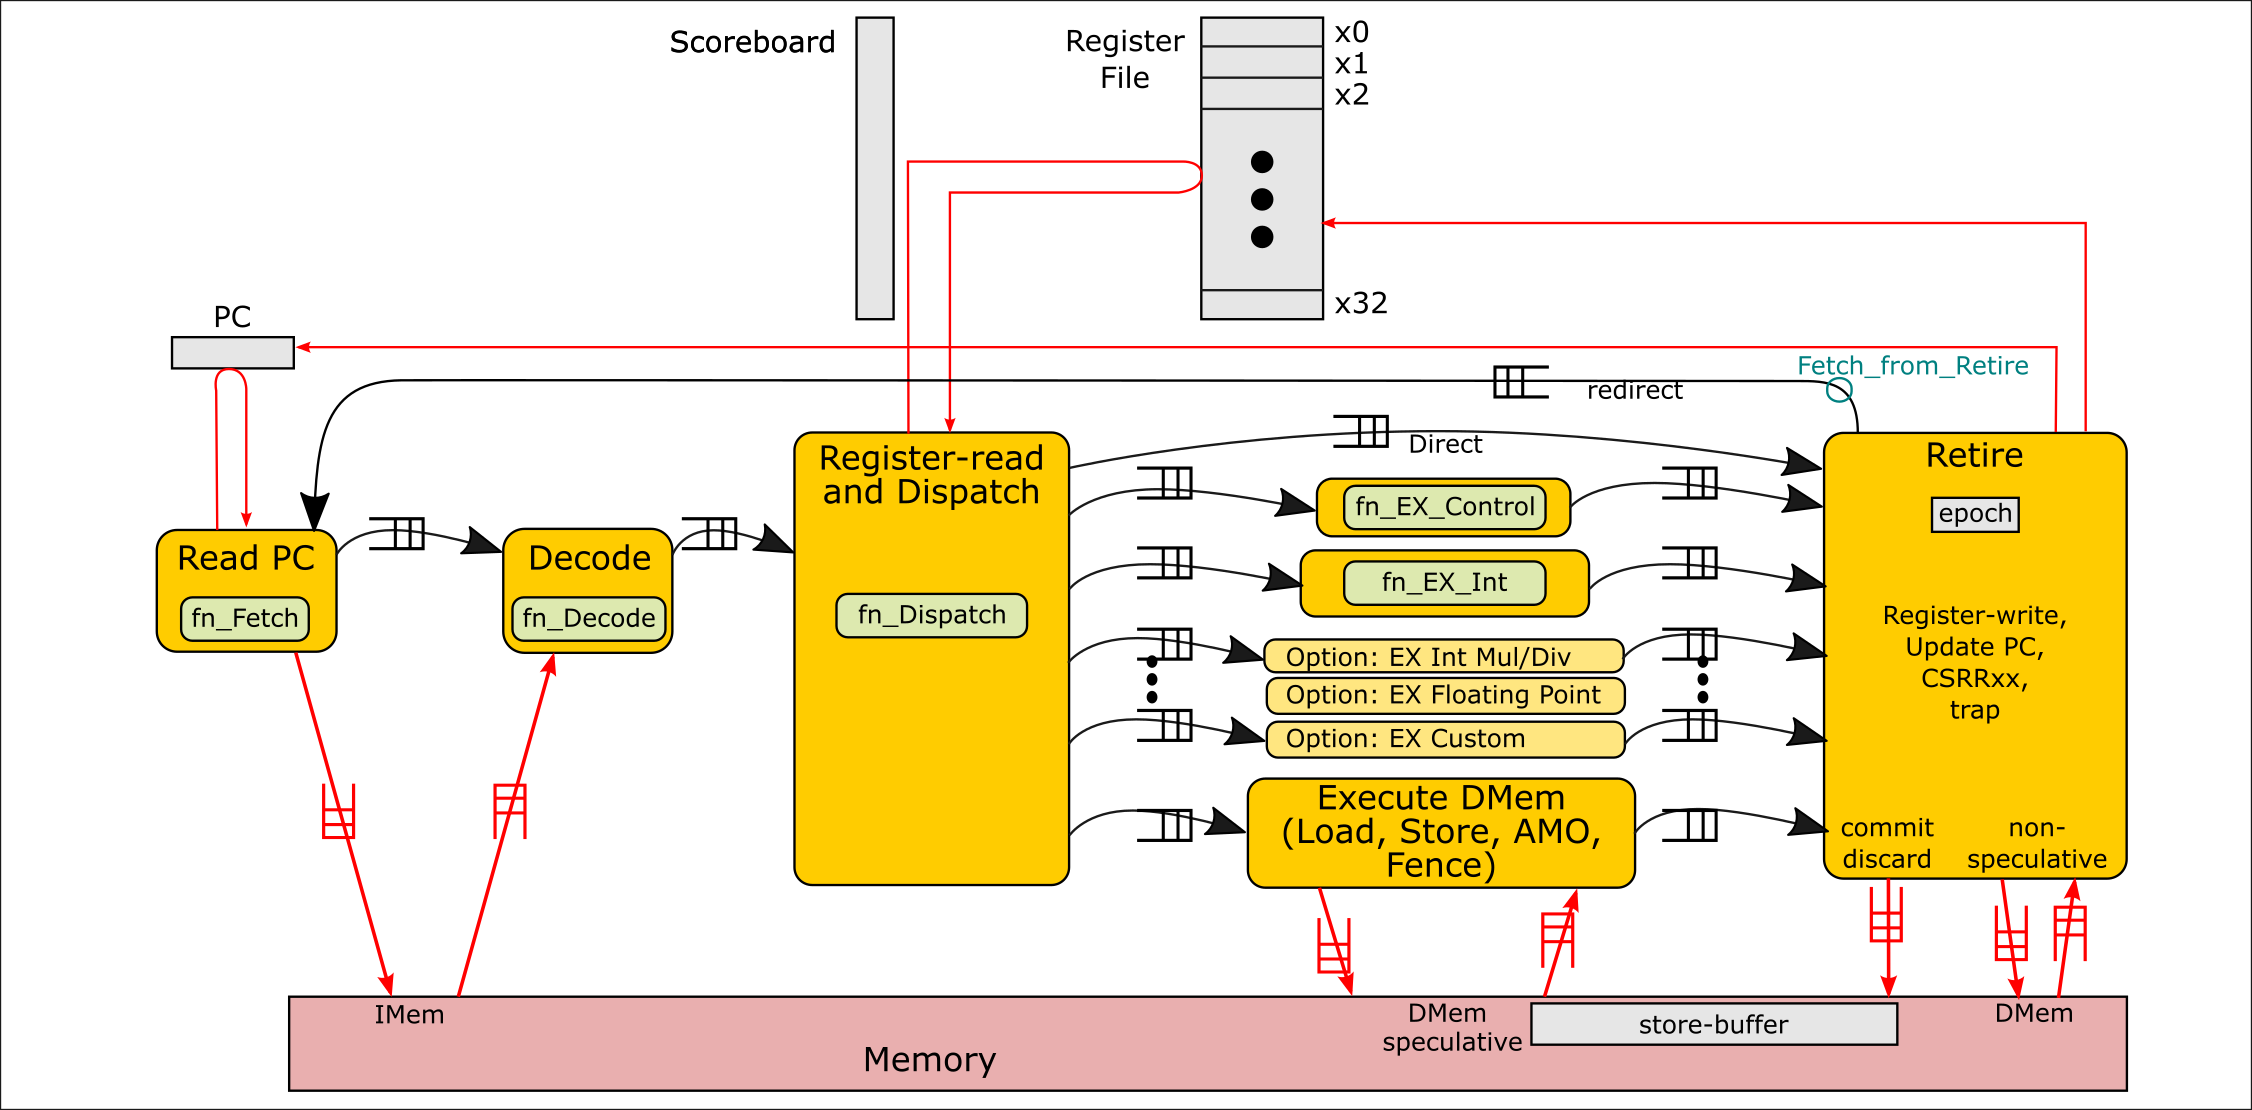 Scoreboard
Register
File
x0
x1
x2
x32
PC
Fetch_from_Retire
redirect
Direct
Read PC
fn_Fetch
Decode
fn_Decode
Register-read
and Dispatch
fn_Dispatch
fn_EX_Control
fn_EX_Int
Option: EX Int Mul/Div
Option: EX Floating Point
Option: EX Custom
Execute DMem
(Load, Store, AMO,
Fence)
Retire
epoch
Register-write,
Update PC,
CSRRxx,
trap
commit
discard
non-
speculative
IMem
Memory
DMem
speculative
store-buffer
DMem